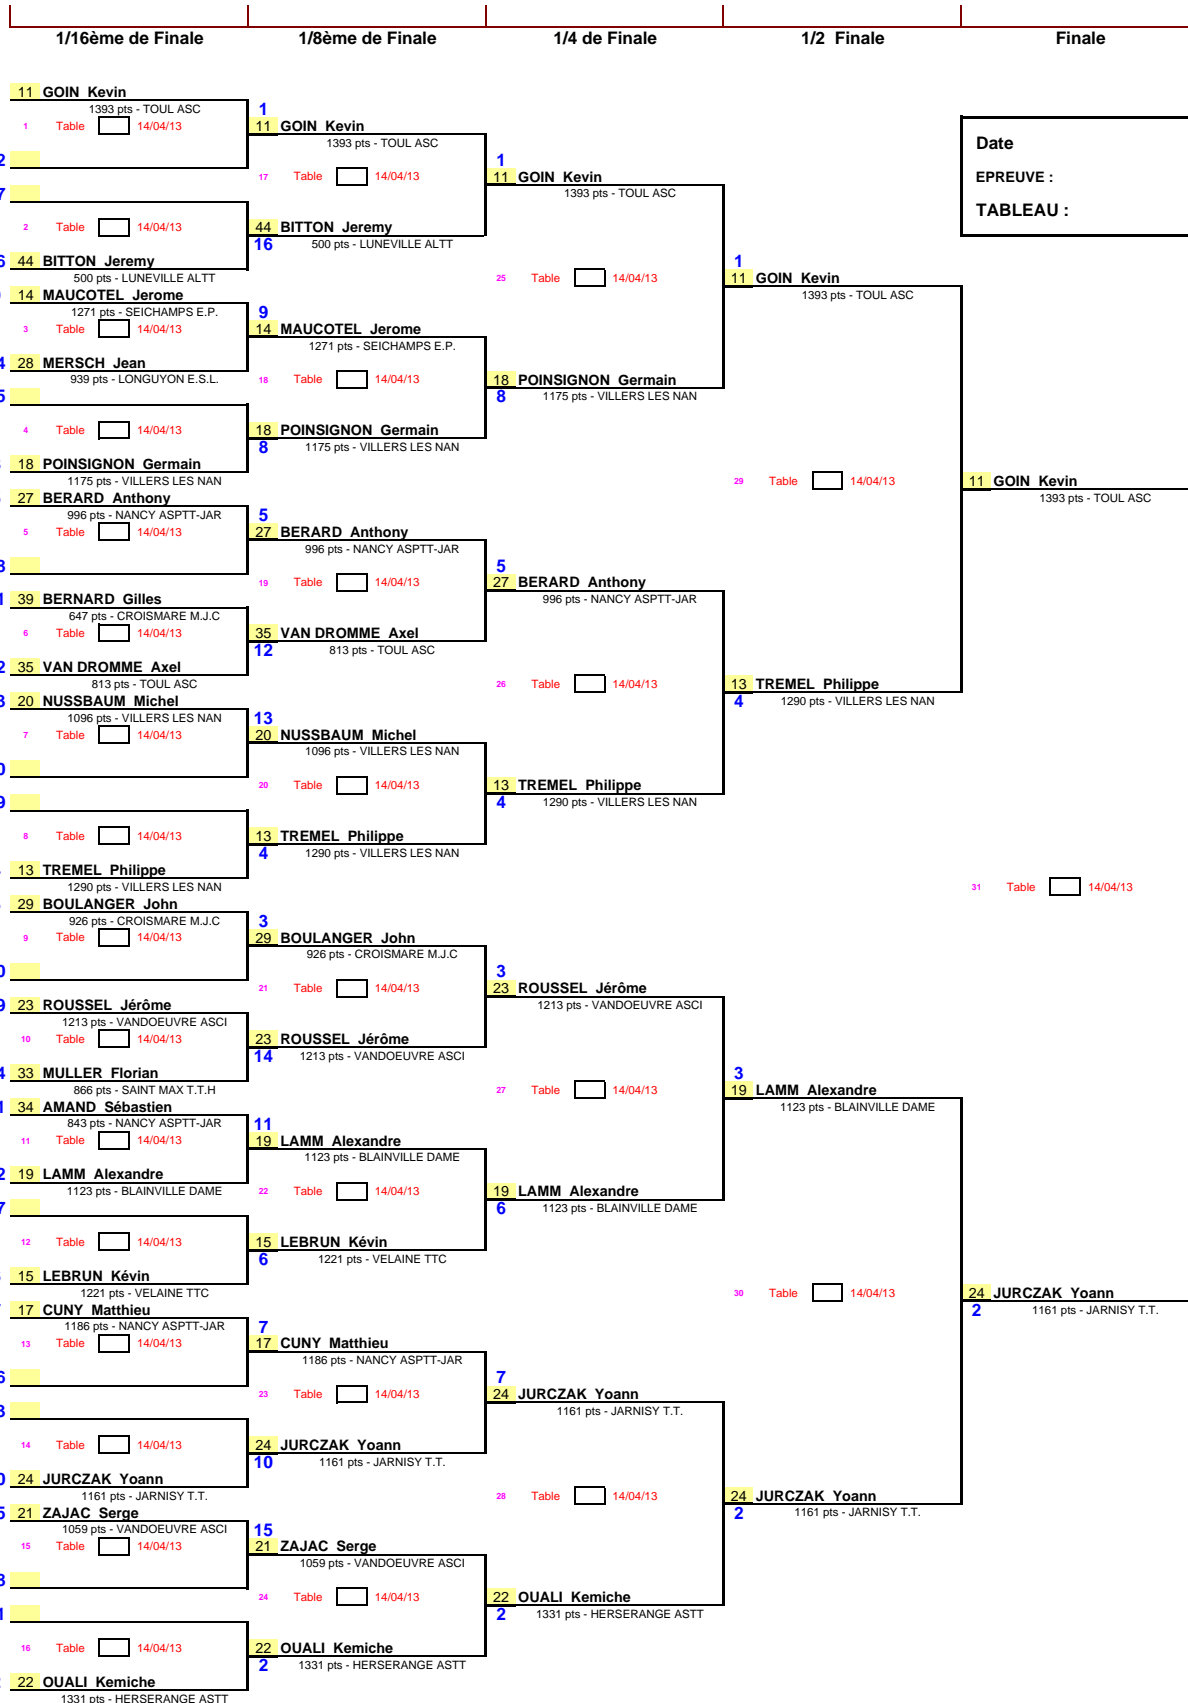 1/16ème de Finale
1/8ème de Finale
1/4 de Finale
1/2 Finale
Finale
Date
EPREUVE :
TABLEAU :
11 GOIN Kevin
1393 pts - TOUL ASC
1 Table 14/04/13
2 Table 14/04/13
44 BITTON Jeremy
500 pts - LUNEVILLE ALTT
14 MAUCOTEL Jerome
1271 pts - SEICHAMPS E.P.
3 Table 14/04/13
28 MERSCH Jean
939 pts - LONGUYON E.S.L.
4 Table 14/04/13
18 POINSIGNON Germain
1175 pts - VILLERS LES NAN
27 BERARD Anthony
996 pts - NANCY ASPTT-JAR
5 Table 14/04/13
39 BERNARD Gilles
647 pts - CROISMARE M.J.C
6 Table 14/04/13
35 VAN DROMME Axel
813 pts - TOUL ASC
20 NUSSBAUM Michel
1096 pts - VILLERS LES NAN
7 Table 14/04/13
8 Table 14/04/13
13 TREMEL Philippe
1290 pts - VILLERS LES NAN
29 BOULANGER John
926 pts - CROISMARE M.J.C
9 Table 14/04/13
23 ROUSSEL Jérôme
1213 pts - VANDOEUVRE ASCI
10 Table 14/04/13
33 MULLER Florian
866 pts - SAINT MAX T.T.H
34 AMAND Sébastien
843 pts - NANCY ASPTT-JAR
11 Table 14/04/13
19 LAMM Alexandre
1123 pts - BLAINVILLE DAME
12 Table 14/04/13
15 LEBRUN Kévin
1221 pts - VELAINE TTC
17 CUNY Matthieu
1186 pts - NANCY ASPTT-JAR
13 Table 14/04/13
14 Table 14/04/13
24 JURCZAK Yoann
1161 pts - JARNISY T.T.
21 ZAJAC Serge
1059 pts - VANDOEUVRE ASCI
15 Table 14/04/13
16 Table 14/04/13
22 OUALI Kemiche
1331 pts - HERSERANGE ASTT
1
11 GOIN Kevin
1393 pts - TOUL ASC
17 Table 14/04/13
44 BITTON Jeremy
16 500 pts - LUNEVILLE ALTT
9
14 MAUCOTEL Jerome
1271 pts - SEICHAMPS E.P.
18 Table 14/04/13
18 POINSIGNON Germain
8 1175 pts - VILLERS LES NAN
5
27 BERARD Anthony
996 pts - NANCY ASPTT-JAR
19 Table 14/04/13
35 VAN DROMME Axel
12 813 pts - TOUL ASC
13
20 NUSSBAUM Michel
1096 pts - VILLERS LES NAN
20 Table 14/04/13
13 TREMEL Philippe
4 1290 pts - VILLERS LES NAN
3
29 BOULANGER John
926 pts - CROISMARE M.J.C
21 Table 14/04/13
23 ROUSSEL Jérôme
14 1213 pts - VANDOEUVRE ASCI
11
19 LAMM Alexandre
1123 pts - BLAINVILLE DAME
22 Table 14/04/13
15 LEBRUN Kévin
6 1221 pts - VELAINE TTC
7
17 CUNY Matthieu
1186 pts - NANCY ASPTT-JAR
23 Table 14/04/13
24 JURCZAK Yoann
10 1161 pts - JARNISY T.T.
15
21 ZAJAC Serge
1059 pts - VANDOEUVRE ASCI
24 Table 14/04/13
22 OUALI Kemiche
2 1331 pts - HERSERANGE ASTT
1
11 GOIN Kevin
1393 pts - TOUL ASC
25 Table 14/04/13
18 POINSIGNON Germain
8 1175 pts - VILLERS LES NAN
5
27 BERARD Anthony
996 pts - NANCY ASPTT-JAR
26 Table 14/04/13
13 TREMEL Philippe
4 1290 pts - VILLERS LES NAN
3
23 ROUSSEL Jérôme
1213 pts - VANDOEUVRE ASCI
27 Table 14/04/13
19 LAMM Alexandre
6 1123 pts - BLAINVILLE DAME
7
24 JURCZAK Yoann
1161 pts - JARNISY T.T.
28 Table 14/04/13
22 OUALI Kemiche
2 1331 pts - HERSERANGE ASTT
1
11 GOIN Kevin
1393 pts - TOUL ASC
29 Table 14/04/13
13 TREMEL Philippe
4 1290 pts - VILLERS LES NAN
3
19 LAMM Alexandre
1123 pts - BLAINVILLE DAME
30 Table 14/04/13
24 JURCZAK Yoann
2 1161 pts - JARNISY T.T.
11 GOIN Kevin
1393 pts - TOUL ASC
31 Table 14/04/13
24 JURCZAK Yoann
2 1161 pts - JARNISY T.T.